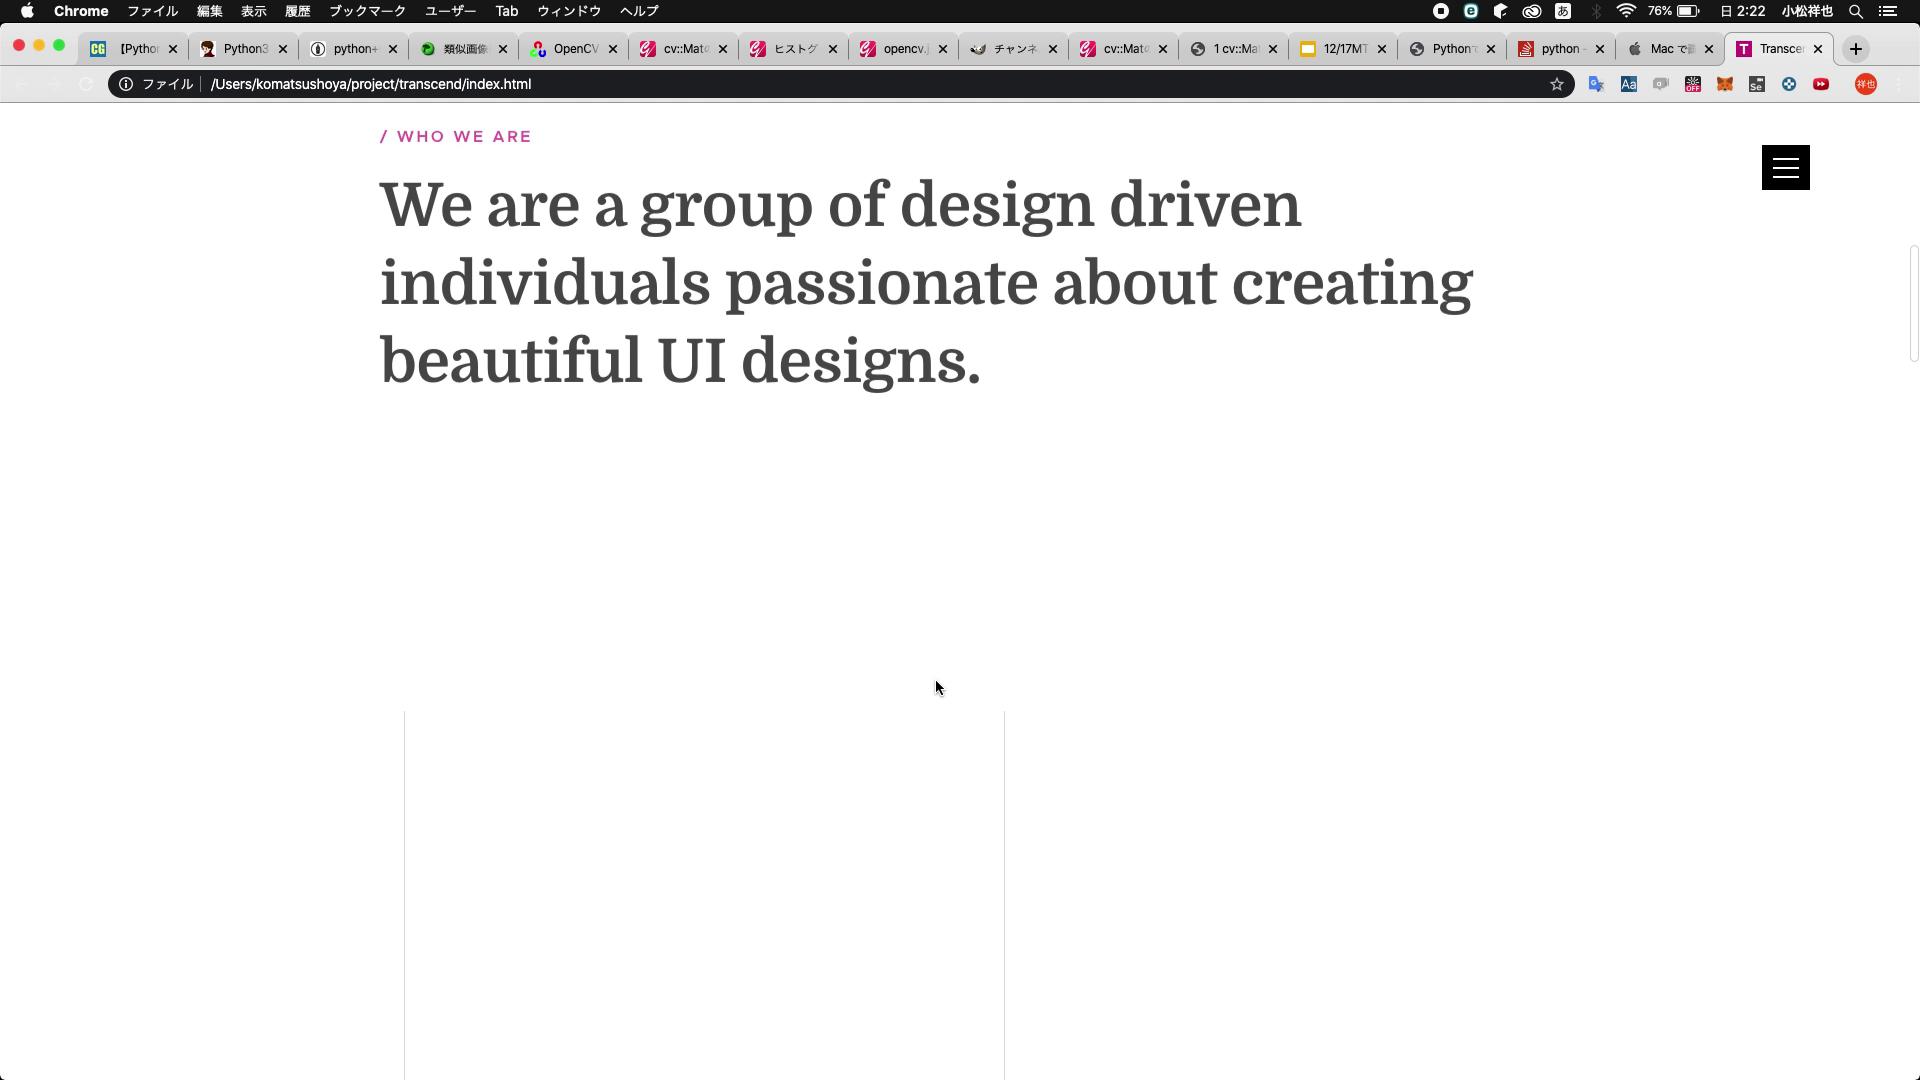 Chrome ファイル 編集 表示 履歴 ブックマーク ユーザー Tab ウィンドウ ヘルプ あ 76% 日 2:22 小松祥也
【Pytho Python3 python+ 類似画像 OpenCV cv::Mat ヒストグ opencv.j チャンネ cv::Mat 1 cv::Ma 12/17MT Python python - Mac で Transce
ファイル /Users/komatsushoya/project/transcend/index.html OFF Se 祥也
/ WHO WE ARE
We are a group of design driven
individuals passionate about creating
beautiful UI designs.